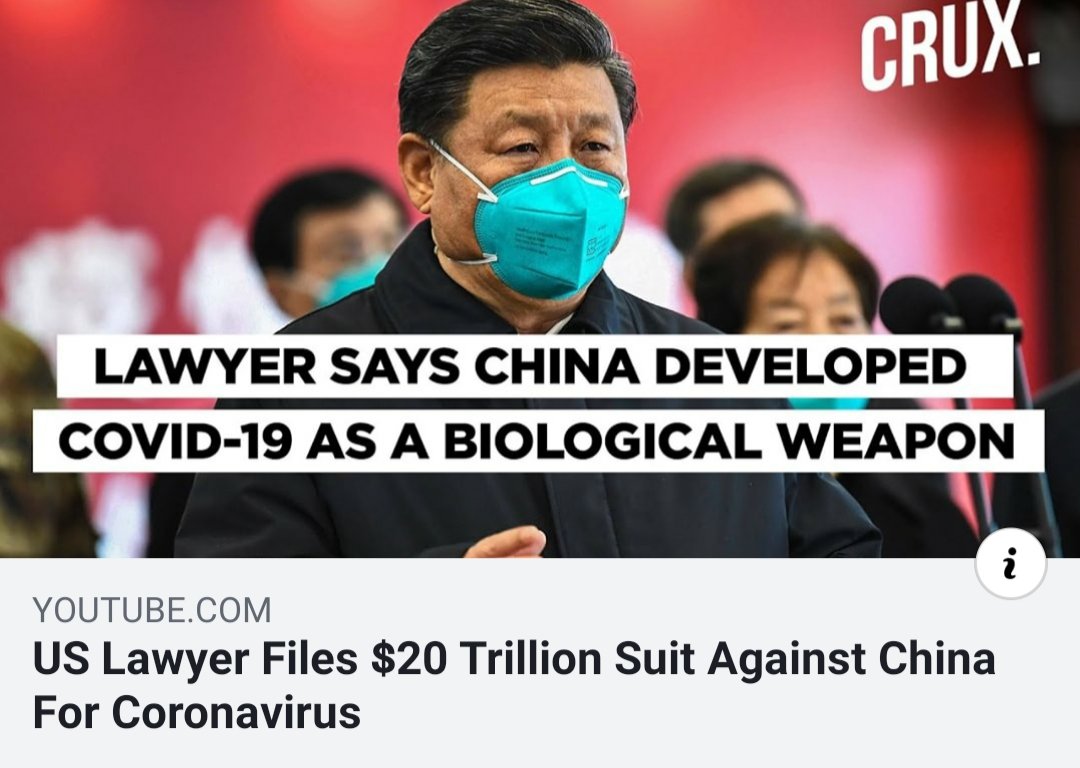 CRUX.
LAWYER SAYS CHINA DEVELOPED
COVID-19 AS A BIOLOGICAL WEAPON
i
YOUTUBE.COM
US Lawyer Files $20 Trillion Suit Against China
For Coronavirus